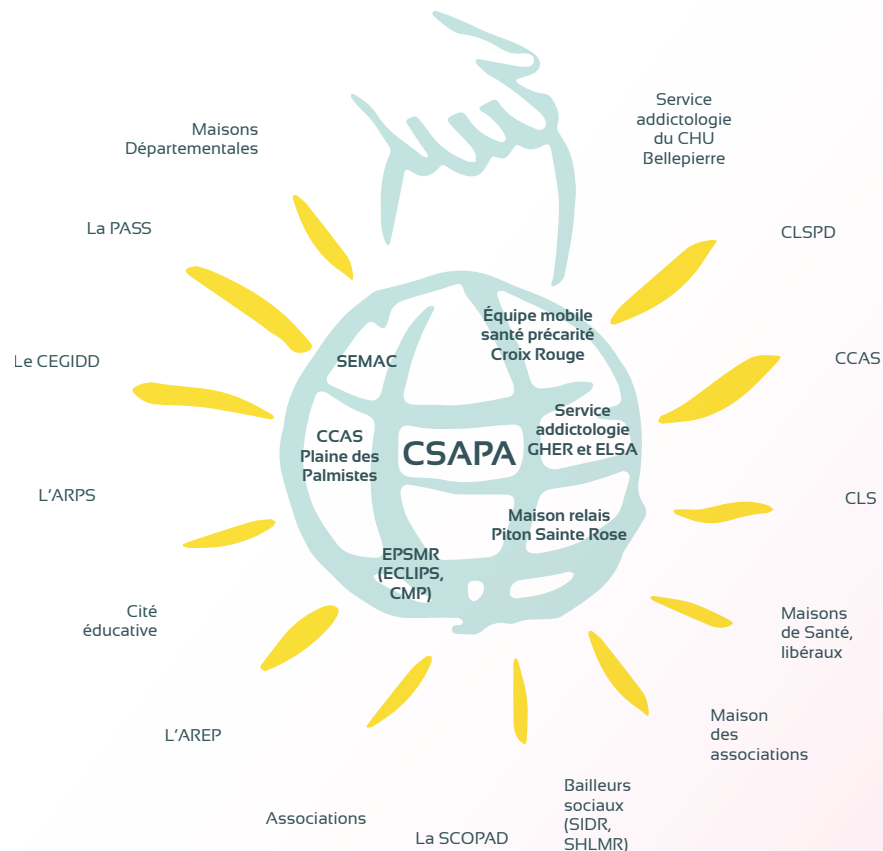 Service
addictologie
du CHU
Bellepierre
Maisons
Départementales
La PASS
CLSPD
Équipe mobile
santé précarité
Croix Rouge
SEMAC
Le CEGIDD
CCAS
Service
addictologie
GHER et ELSA
CCAS
Plaine des
Palmistes
CSAPA
L'ARPS
CLS
Maison relais
Piton Sainte Rose
EPSMR
(ECLIPS,
CMP)
Cité
éducative
Maisons
de Santé,
libéraux
L'AREP
Maison
des
associations
Associations
La SCOPAD
Bailleurs
sociaux
(SIDR,
SHLMR)